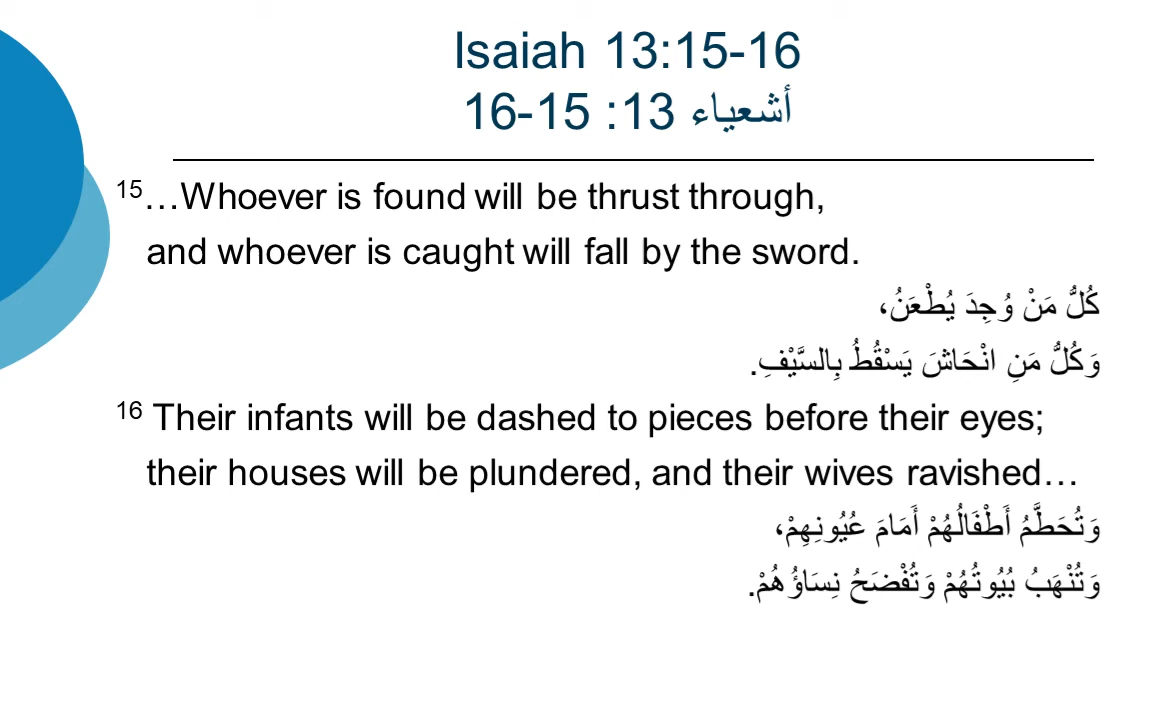 Isaiah 13:15-16
أشعياء 13: 15-16
15…Whoever is found will be thrust through,
and whoever is caught will fall by the sword.
كُلُّ مَنْ وُجِدَ يُطْعَنُ،
وَكُلُّ مَنِ انْحَاشَ يَسْقُطُ بِالسَّيْفِ.
16 Their infants will be dashed to pieces before their eyes;
their houses will be plundered, and their wives ravished…
وَتُحَطَّمُ أَطْفَالُهُمْ أَمَامَ عُيُونِهِمْ،
وَتُنْهَبُ بُيُوتُهُمْ وَتُفْضَحُ نِسَاؤُهُمْ.